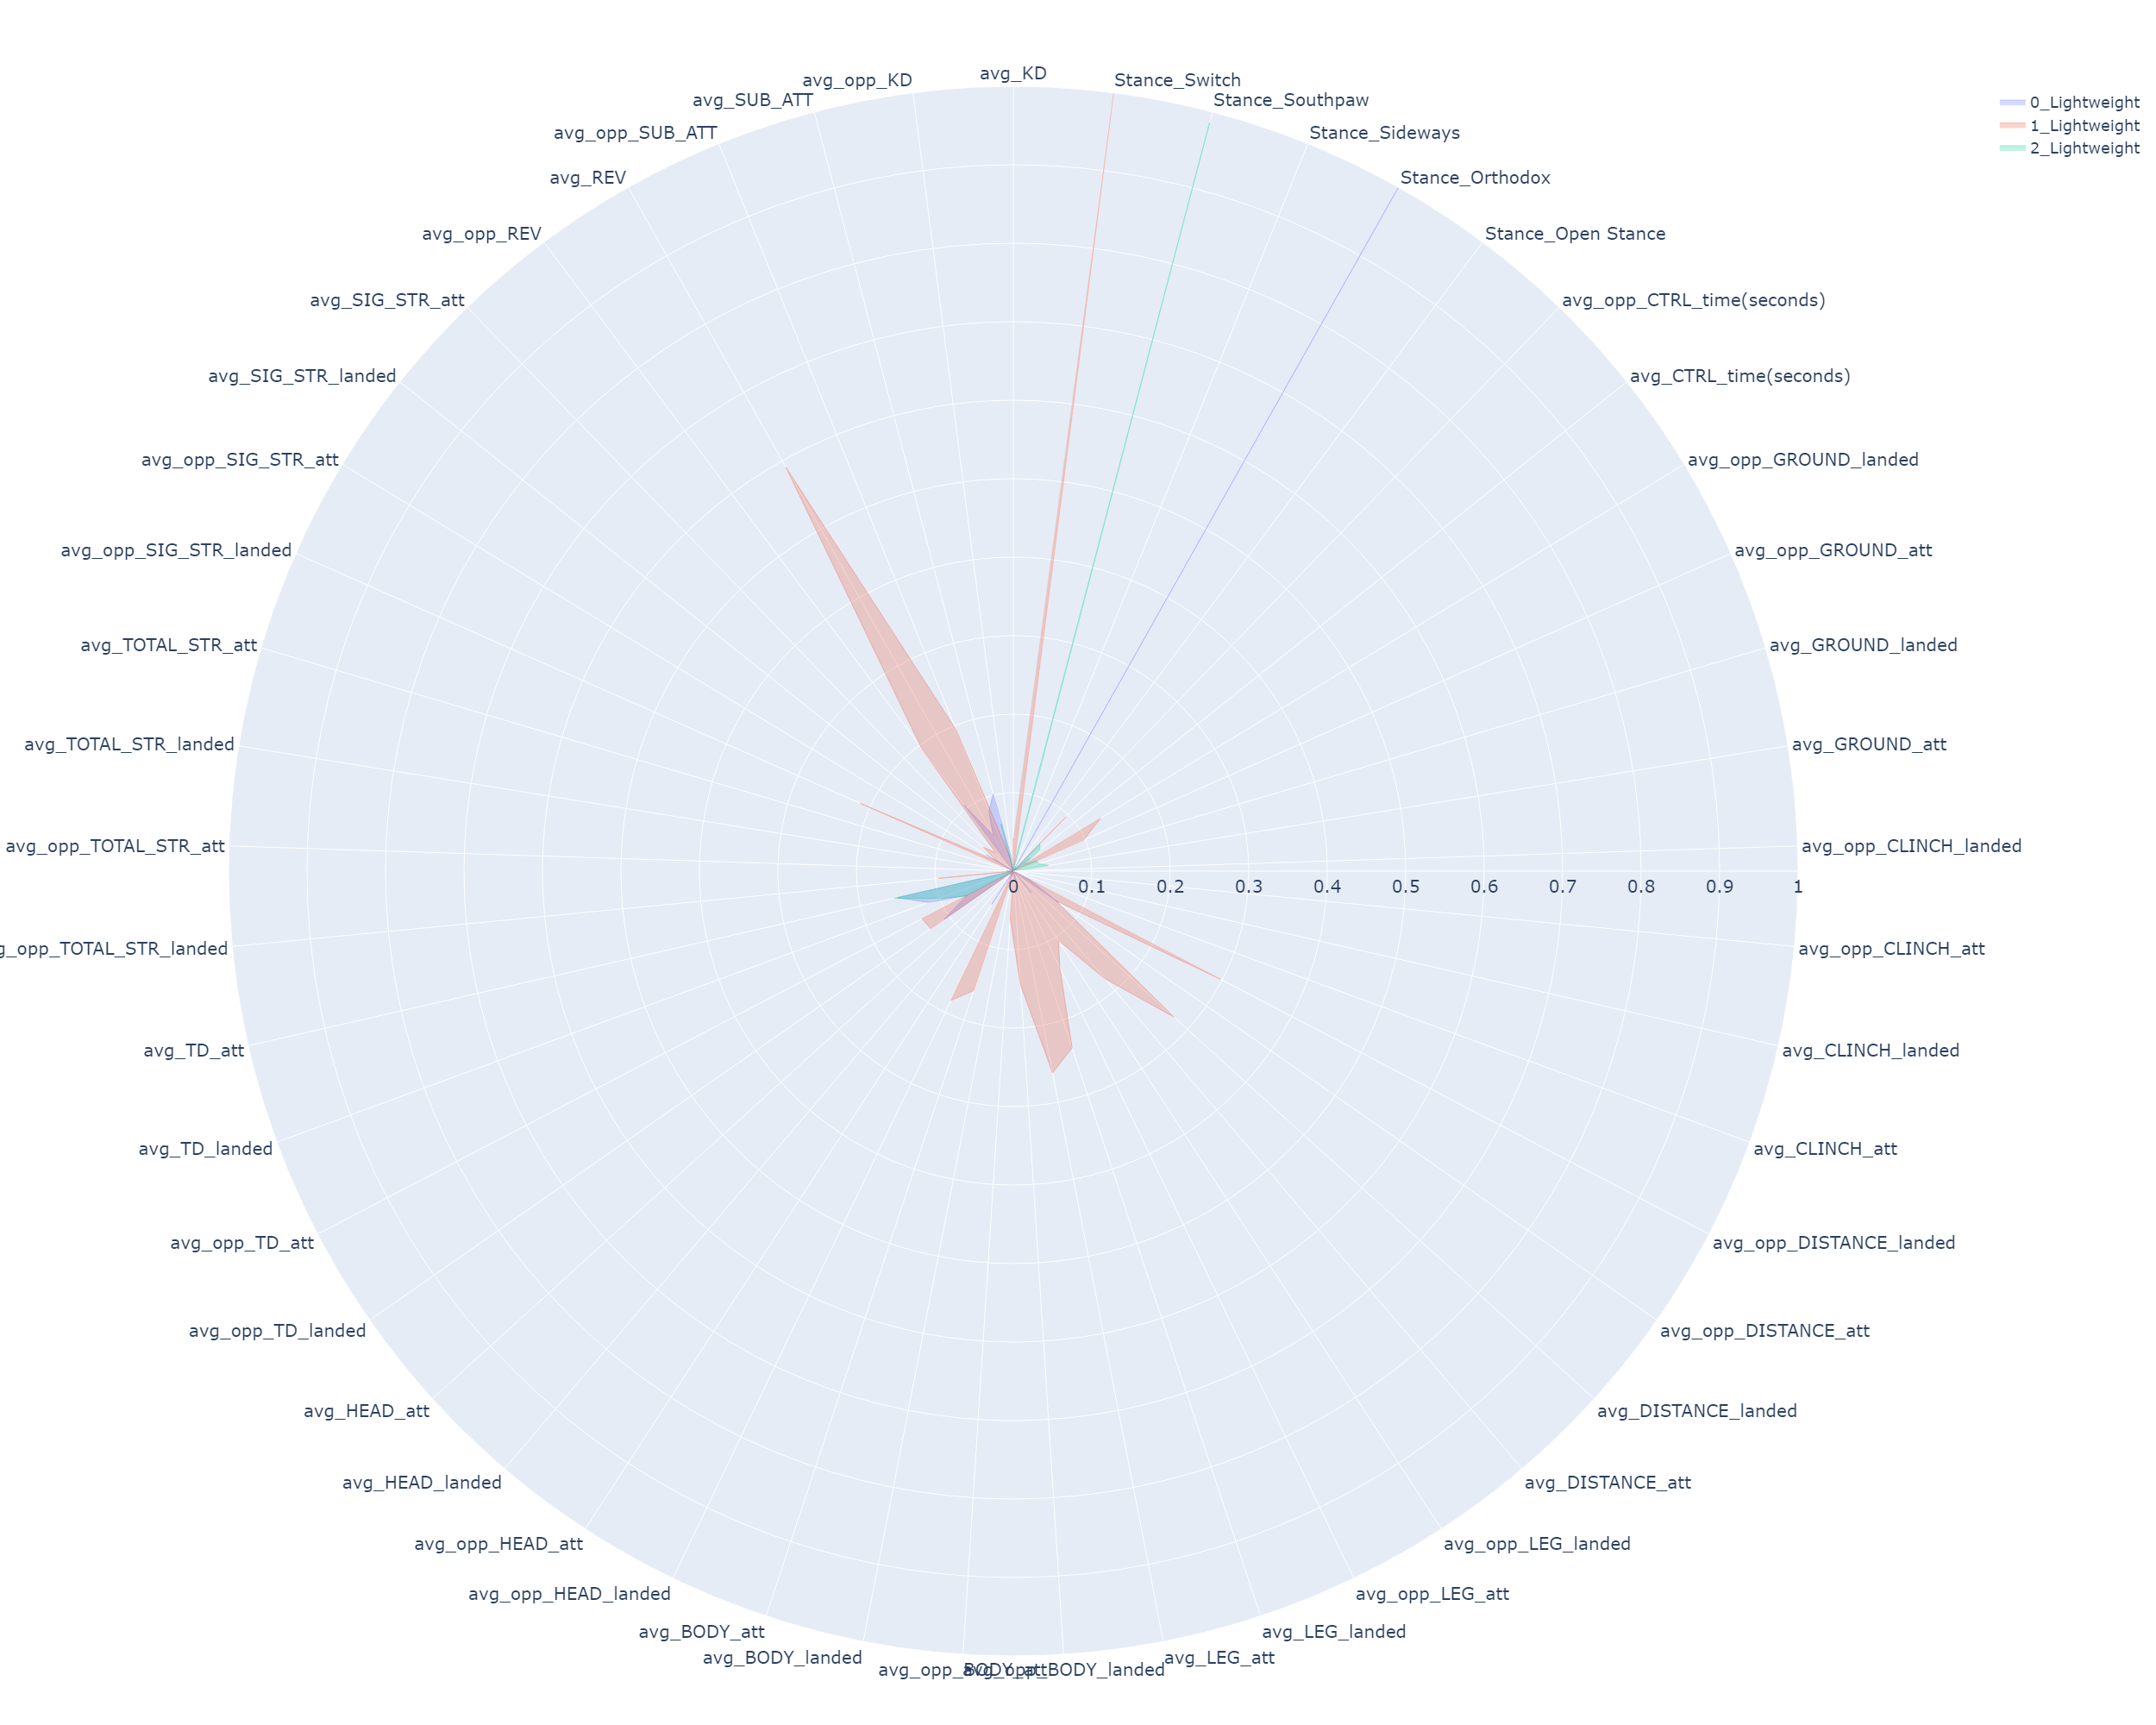 avg_KD
avg_opp_KD
avg_SUB_ATT
avg_opp_SUB_ATT
avg_REV
avg_opp_REV
avg_SIG_STR_att
avg_SIG_STR_landed
avg_opp_SIG_STR_att
avg_opp_SIG_STR_landed
avg_TOTAL_STR_att
avg_TOTAL_STR_landed
avg_opp_TOTAL_STR_att
g_opp_TOTAL_STR_landed
avg_TD_att
avg_TD_landed
avg_opp_TD_att
avg_opp_TD_landed
avg_HEAD_att
avg_HEAD_landed
avg_opp_HEAD_att
avg_opp_HEAD_landed
avg_BODY_att
avg_BODY_landed
avg_opp_BODY_att
avg_opp_BODY_landed
avg_LEG_att
avg_LEG_landed
avg_opp_LEG_att
avg_opp_LEG_landed
avg_DISTANCE_att
avg_DISTANCE_landed
avg_opp_DISTANCE_att
avg_opp_DISTANCE_landed
avg_CLINCH_att
avg_CLINCH_landed
avg_opp_CLINCH_att
avg_opp_CLINCH_landed
avg_GROUND_att
avg_GROUND_landed
avg_opp_GROUND_att
avg_opp_GROUND_landed
avg_CTRL_time(seconds)
avg_opp_CTRL_time(seconds)
Stance_Open Stance
Stance_Orthodox
Stance_Sideways
Stance_Southpaw
Stance_Switch
0 0.1 0.2 0.3 0.4 0.5 0.6 0.7 0.8 0.9 1
0_Lightweight
1_Lightweight
2_Lightweight